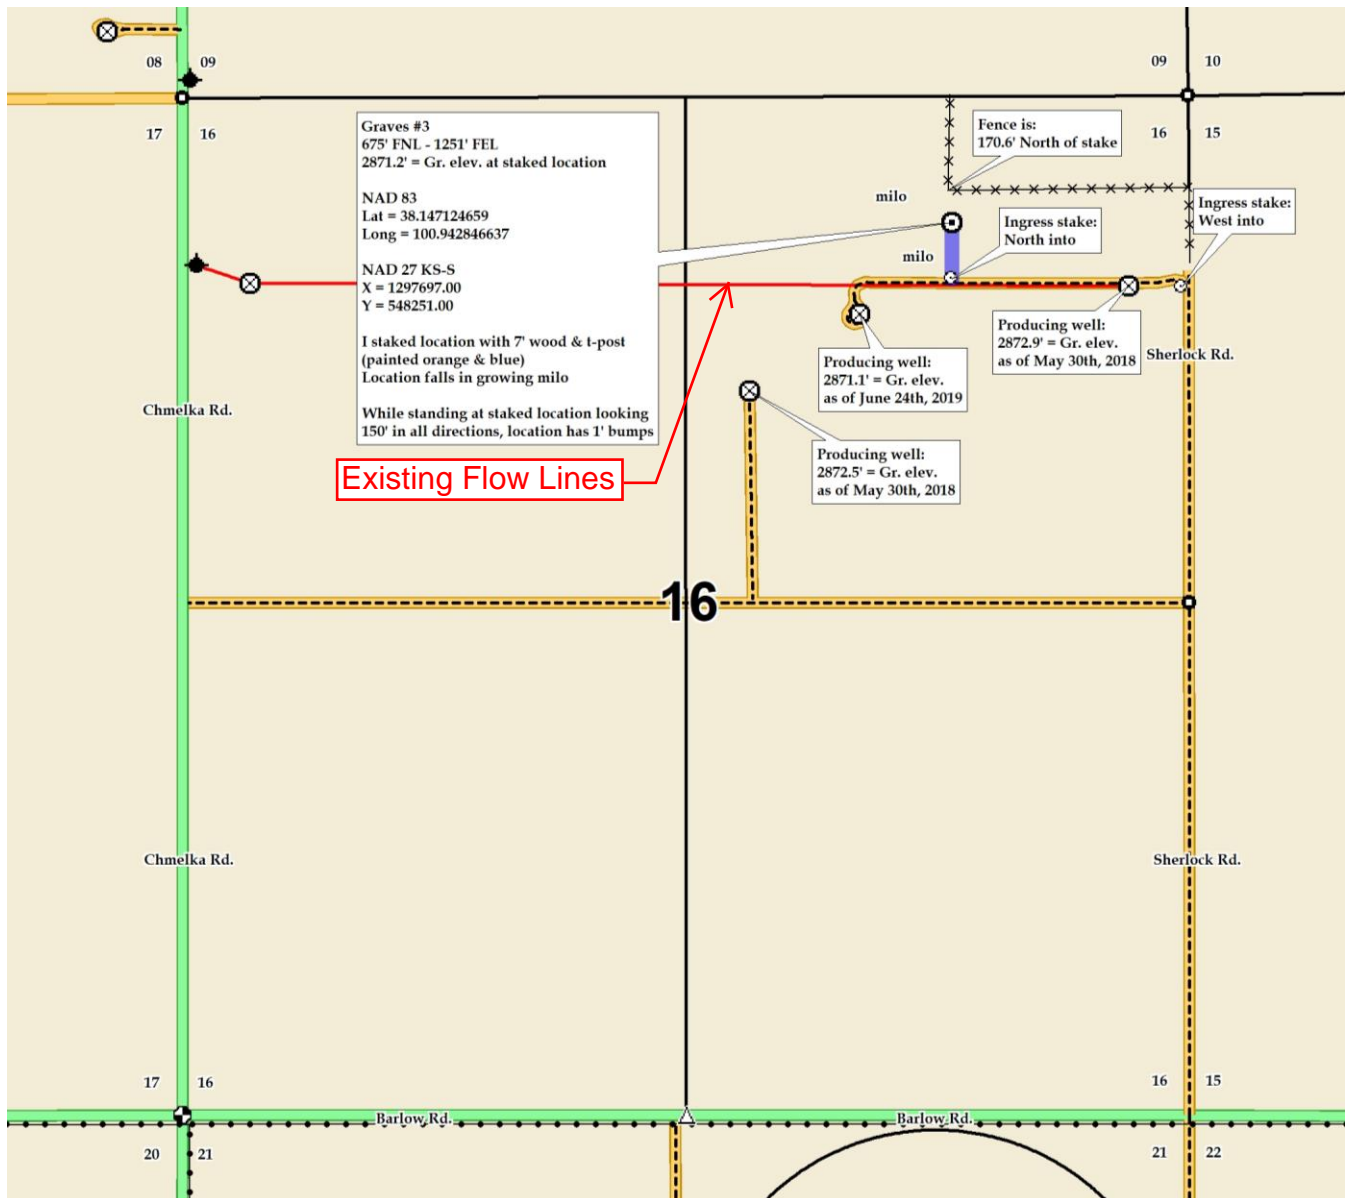 08 09
09 10
17 16
16 15
Graves #3
675' FNL - 1251' FEL
2871.2' = Gr. elev. at staked location
NAD 83
Lat = 38.147124659
Long = 100.942846637
NAD 27 KS-S
X = 1297697.00
Y = 548251.00
I staked location with 7' wood & t-post
(painted orange & blue)
Location falls in growing milo
While standing at staked location looking
150' in all directions, location has 1' bumps
Fence is:
170.6' North of stake
milo
Ingress stake:
West into
Ingress stake:
North into
milo
Producing well:
2872.9' = Gr. elev.
as of May 30th, 2018
Sherlock Rd.
Producing well:
2871.1' = Gr. elev.
as of June 24th, 2019
Chmelka Rd.
Producing well:
2872.5' = Gr. elev.
as of May 30th, 2018
Existing Flow Lines
16
Chmelka Rd.
Sherlock Rd.
17 16
16 15
Barlow Rd.
Barlow Rd.
20 21
21 22